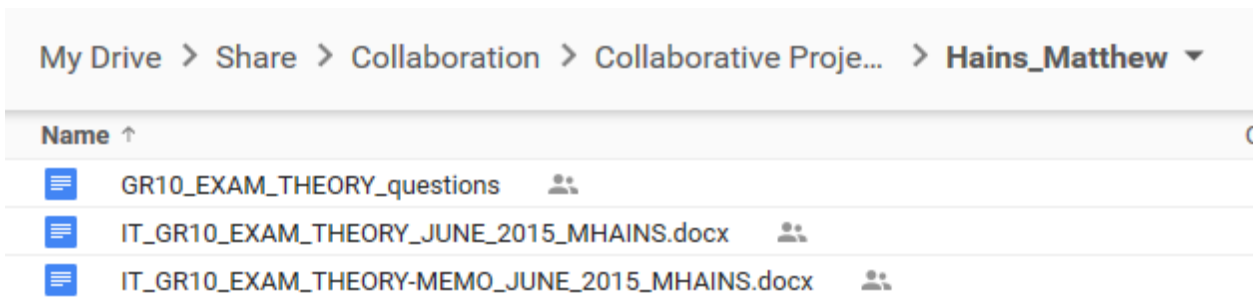 My Drive > Share > Collaboration > Collaborative Proje... > Hains_Matthew
Name ↑
GR10_EXAM_THEORY_questions
IT_GR10_EXAM_THEORY_JUNE_2015_MHAINS.docx
IT_GR10_EXAM_THEORY-MEMO_JUNE_2015_MHAINS.docx